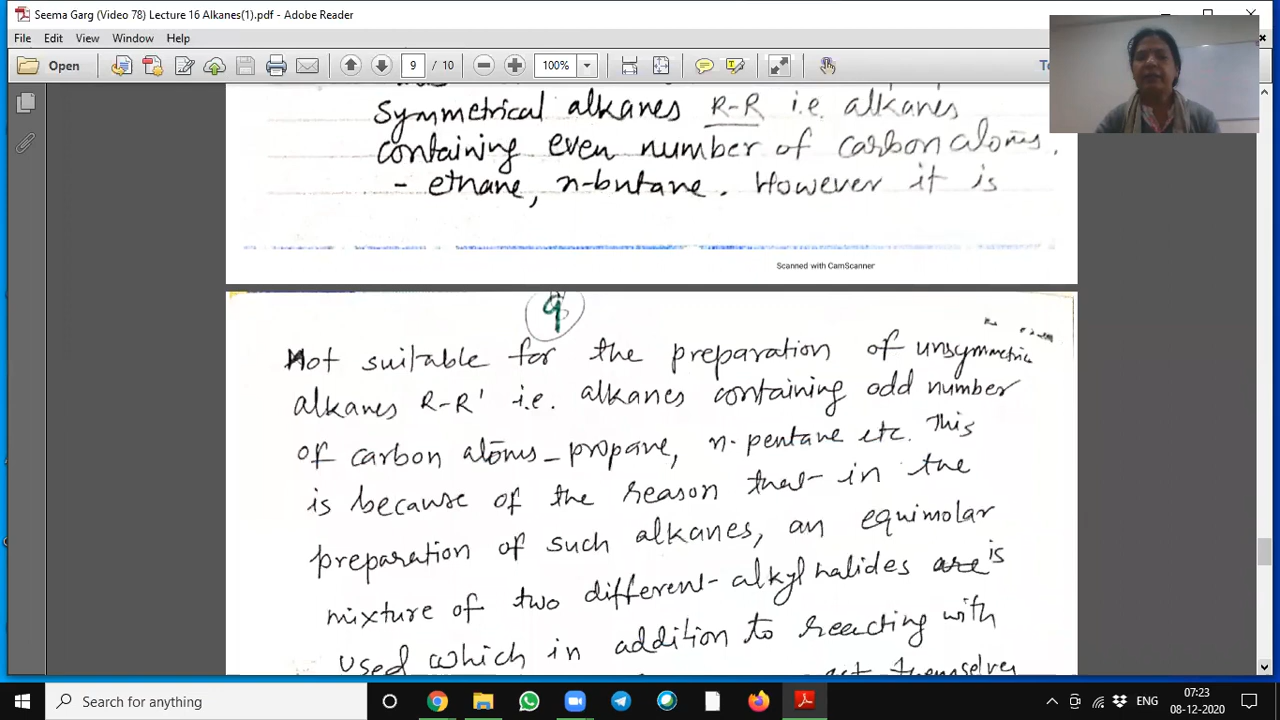 Seema Garg (Video 78) Lecture 16 Alkanes(1).pdf - Adobe Reader
File Edit View Window Help
Open 9 / 10 100%
Symmetrical alkanes R-R i.e. alkanes
containing even number of carbon atoms.
- ethane, n-butane. However it is
Scanned with CamScanner
9
Not suitable for the preparation of unsymmetric
alkanes R-R' i.e. alkanes containing odd number
of carbon atoms - propane, n-pentane etc. This
is because of the reason that in the
preparation of such alkanes, an equimolar
mixture of two different alkyl halides are is
used which in addition to reacting with
themselves
Search for anything
ENG
07:23
08-12-2020